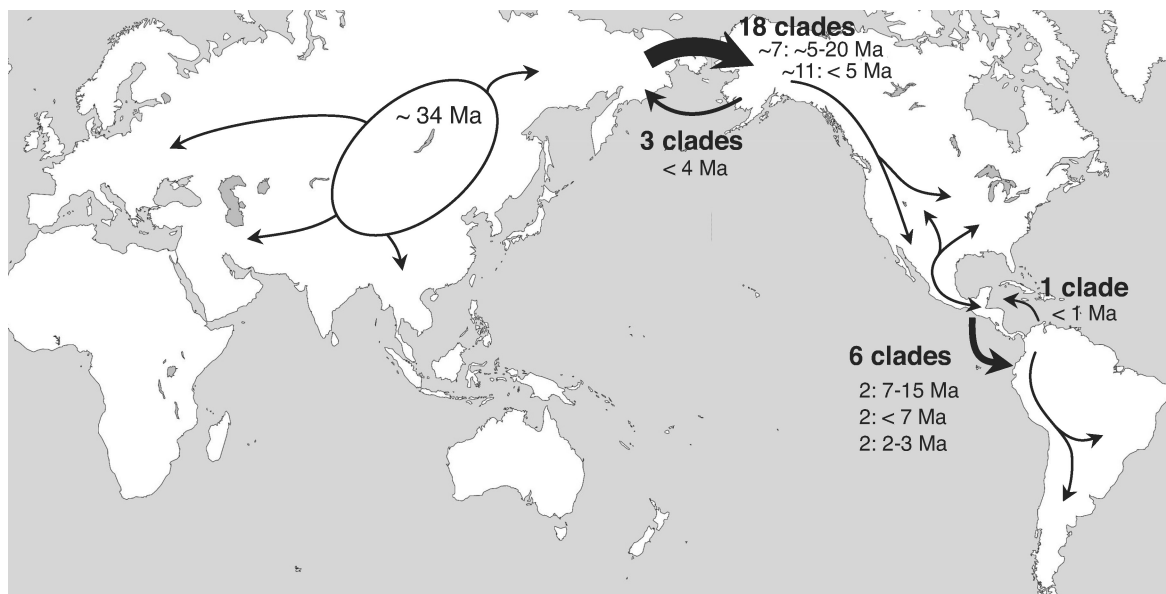 18 clades
~7: ~5-20 Ma
~11: < 5 Ma
~ 34 Ma
3 clades
< 4 Ma
1 clade
< 1 Ma
6 clades
2: 7-15 Ma
2: < 7 Ma
2: 2-3 Ma